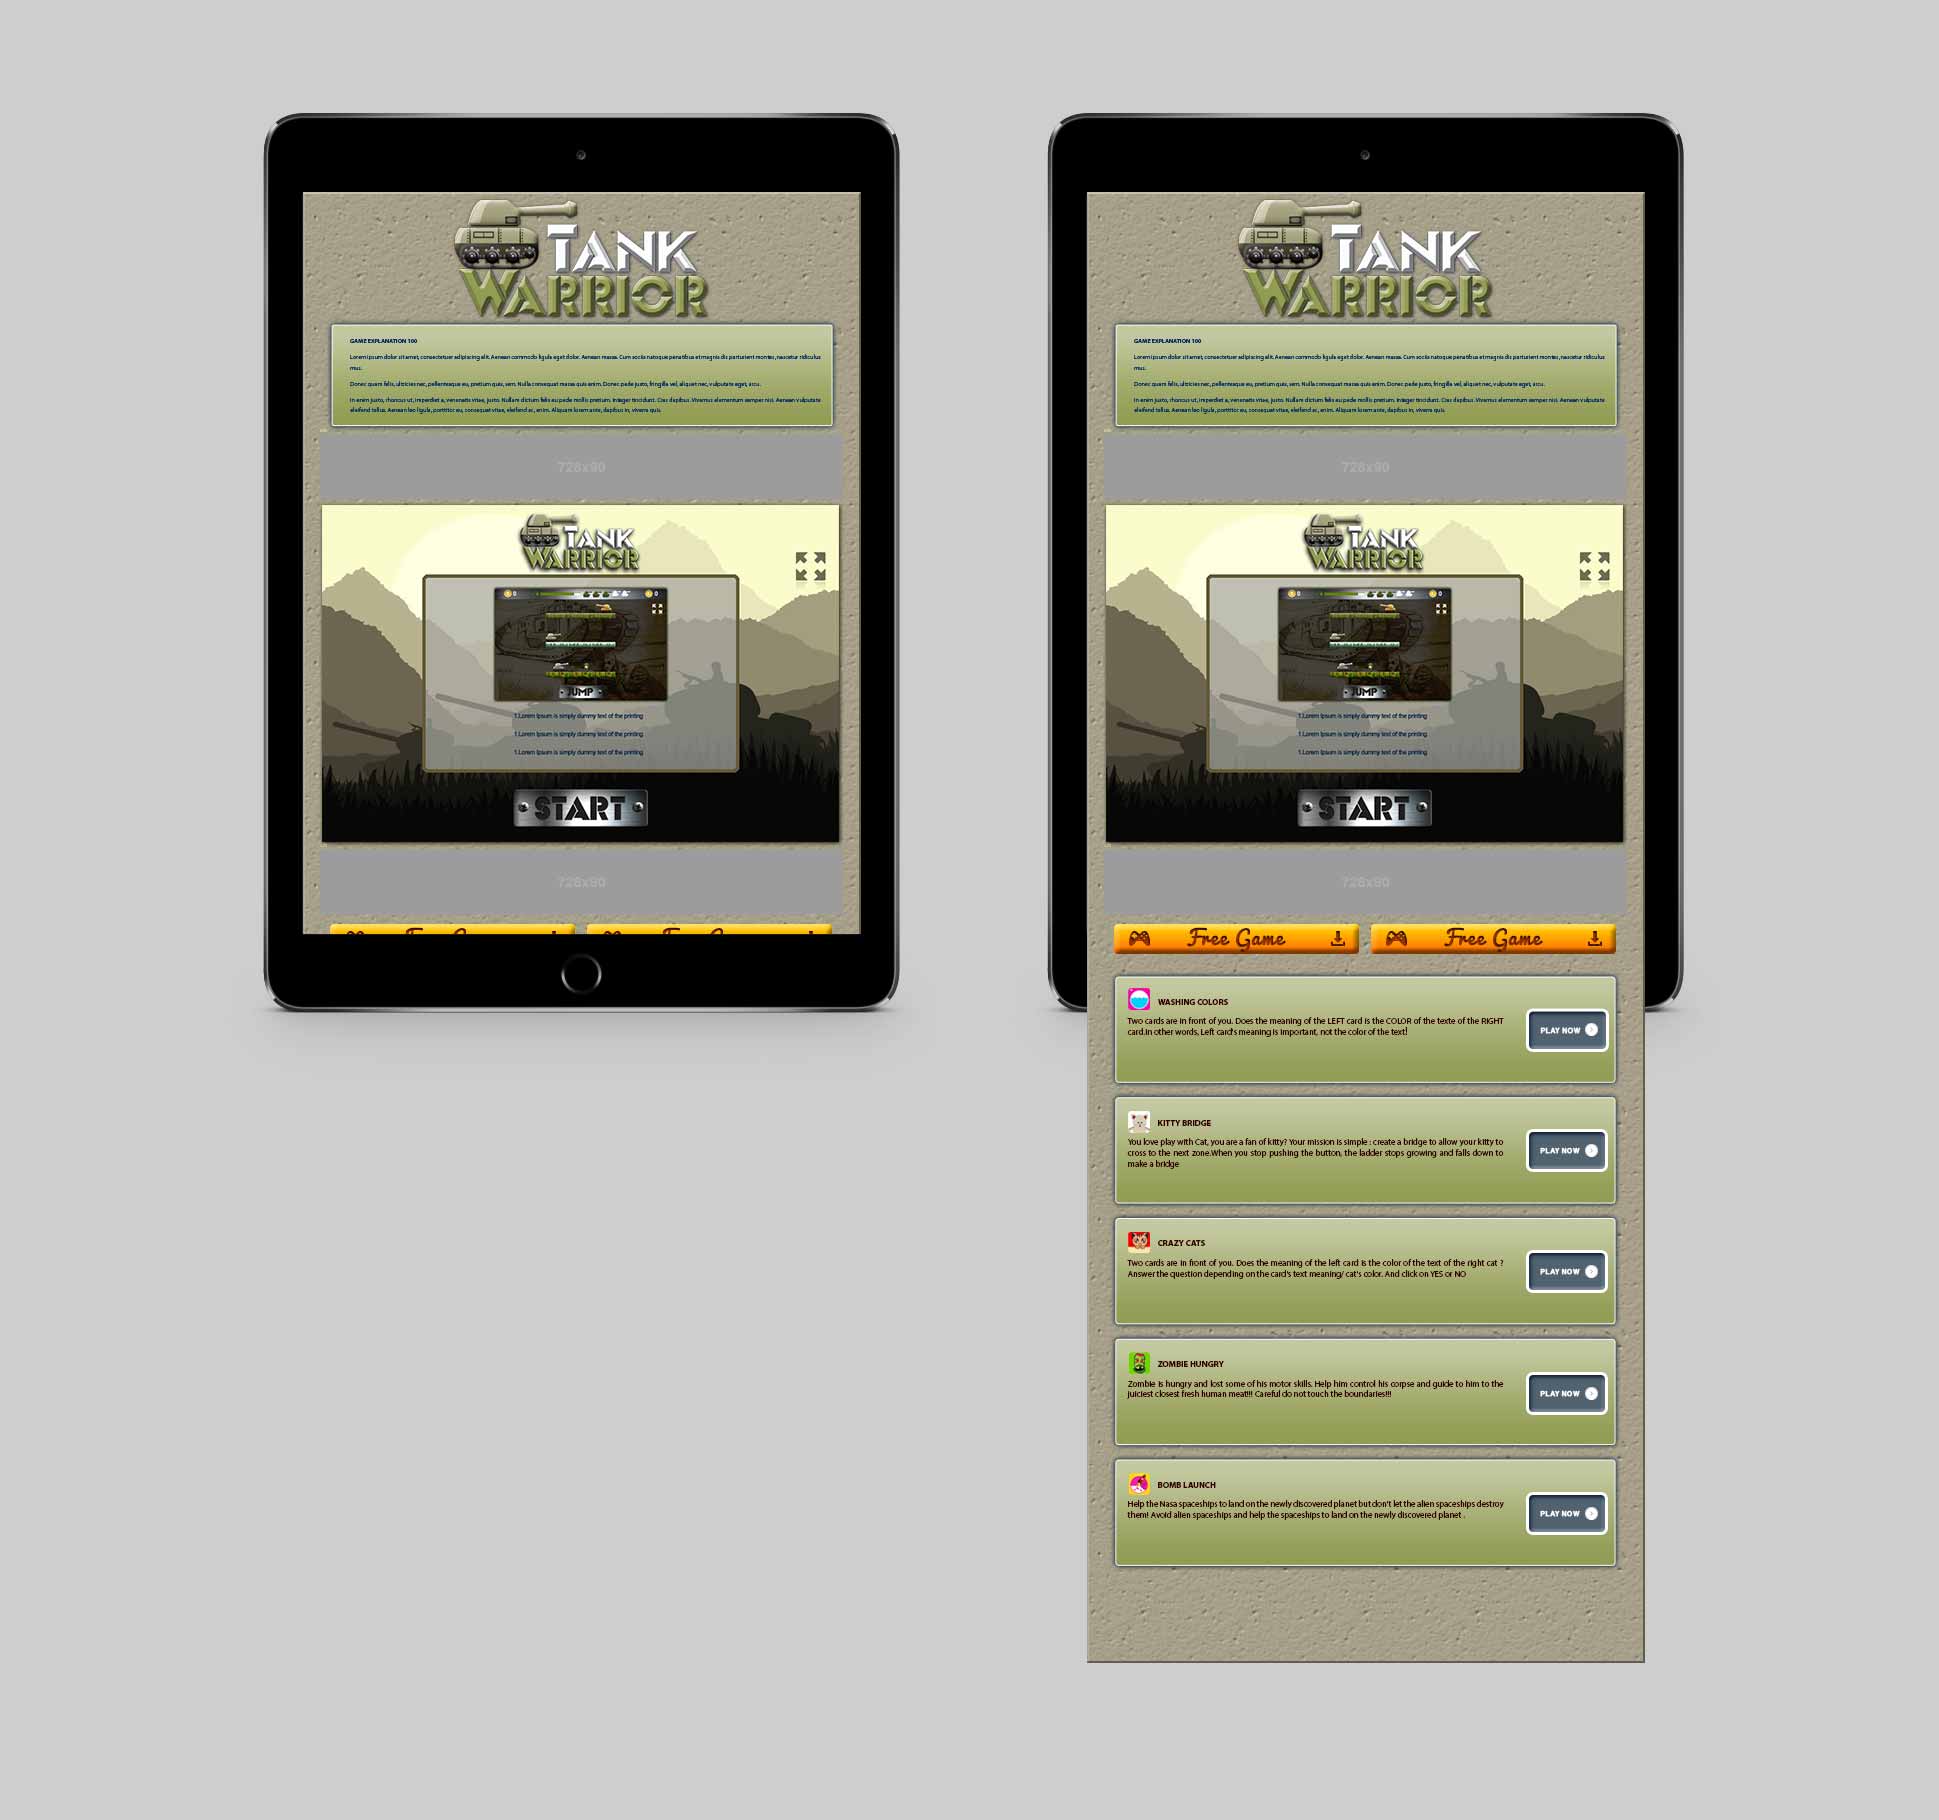 TANK
WARRIOR
GAME EXPLANATION 100
Lorem ipsum dolor sit amet, consectetuer adipiscing elit. Aenean commodo ligula eget dolor. Aenean massa. Cum sociis natoque penatibus et magnis dis parturient montes, nascetur ridiculus
mus.
Donec quam felis, ultricies nec, pellentesque eu, pretium quis, sem. Nulla consequat massa quis enim. Donec pede justo, fringilla vel, aliquet nec, vulputate eget, arcu.
In enim justo, rhoncus ut, imperdiet a, venenatis vitae, justo. Nullam dictum felis eu pede mollis pretium. Integer tincidunt. Cras dapibus. Vivamus elementum semper nisi. Aenean vulputate
eleifend tellus. Aenean leo ligula, porttitor eu, consequat vitae, eleifend ac, enim. Aliquam lorem ante, dapibus in, viverra quis.
728x90
TANK
WARRIOR
0 0
JUMP
1.Lorem Ipsum is simply dummy text of the printing
1.Lorem Ipsum is simply dummy text of the printing
1.Lorem Ipsum is simply dummy text of the printing
START
728x90
Free Game Free Game
TANK
WARRIOR
GAME EXPLANATION 100
Lorem ipsum dolor sit amet, consectetuer adipiscing elit. Aenean commodo ligula eget dolor. Aenean massa. Cum sociis natoque penatibus et magnis dis parturient montes, nascetur ridiculus
mus.
Donec quam felis, ultricies nec, pellentesque eu, pretium quis, sem. Nulla consequat massa quis enim. Donec pede justo, fringilla vel, aliquet nec, vulputate eget, arcu.
In enim justo, rhoncus ut, imperdiet a, venenatis vitae, justo. Nullam dictum felis eu pede mollis pretium. Integer tincidunt. Cras dapibus. Vivamus elementum semper nisi. Aenean vulputate
eleifend tellus. Aenean leo ligula, porttitor eu, consequat vitae, eleifend ac, enim. Aliquam lorem ante, dapibus in, viverra quis.
728x90
TANK
WARRIOR
0 0
JUMP
1.Lorem Ipsum is simply dummy text of the printing
1.Lorem Ipsum is simply dummy text of the printing
1.Lorem Ipsum is simply dummy text of the printing
START
728x90
Free Game Free Game
WASHING COLORS
Two cards are in front of you. Does the meaning of the LEFT card is the COLOR of the texte of the RIGHT
card.In other words, Left card's meaning is important, not the color of the text!
PLAY NOW
KITTY BRIDGE
You love play with Cat, you are a fan of kitty? Your mission is simple : create a bridge to allow your kitty to
cross to the next zone.When you stop pushing the button, the ladder stops growing and falls down to
make a bridge
PLAY NOW
CRAZY CATS
Two cards are in front of you. Does the meaning of the left card is the color of the text of the right cat ?
Answer the question depending on the card's text meaning/ cat's color. And click on YES or NO
PLAY NOW
ZOMBIE HUNGRY
Zombie is hungry and lost some of his motor skills. Help him control his corpse and guide to him to the
juiciest closest fresh human meat!!! Careful do not touch the boundaries!!!
PLAY NOW
BOMB LAUNCH
Help the Nasa spaceships to land on the newly discovered planet but don't let the alien spaceships destroy
them! Avoid alien spaceships and help the spaceships to land on the newly discovered planet .
PLAY NOW